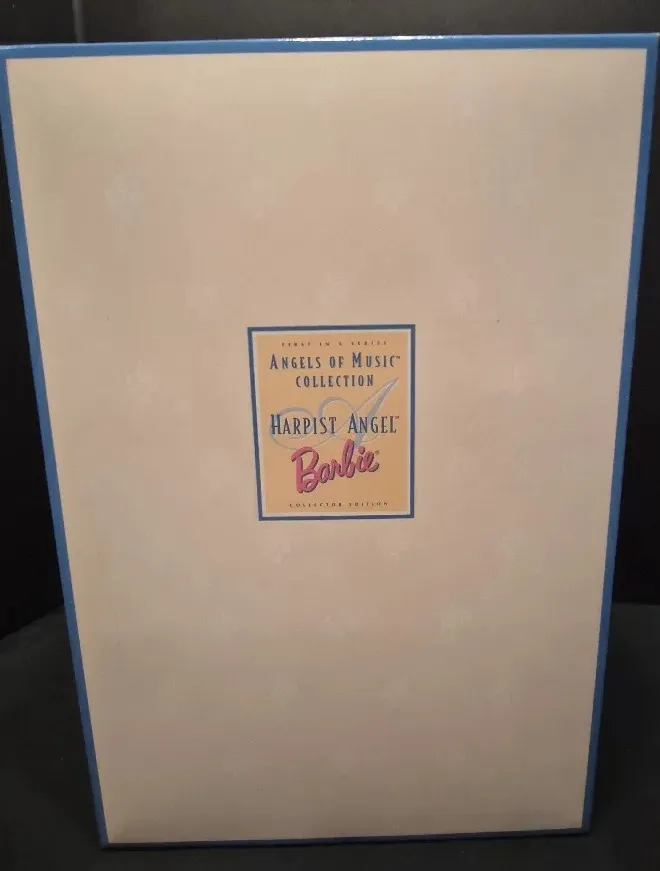 FIRST IN A SERIES
ANGELS OF MUSIC™
COLLECTION
A
HARPIST ANGEL™
Barbie®
COLLECTOR EDITION